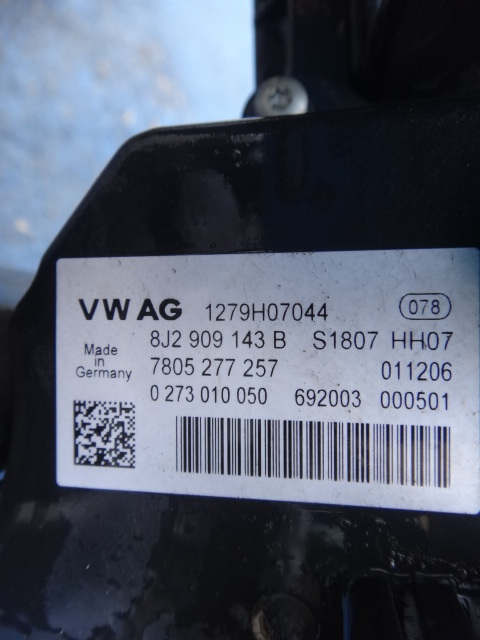 VW AG 1279H07044 078
8J2 909 143 B S1807 HH07
Made in Germany
7805 277 257 011206
0 273 010 050 692003 000501